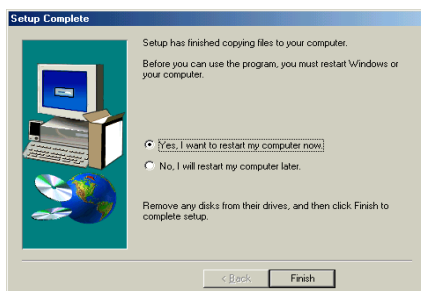 Setup Complete
Setup has finished copying files to your computer.
Before you can use the program, you must restart Windows or
your computer.
Yes, I want to restart my computer now.
No, I will restart my computer later.
Remove any disks from their drives, and then click Finish to
complete setup.
< Back
Finish